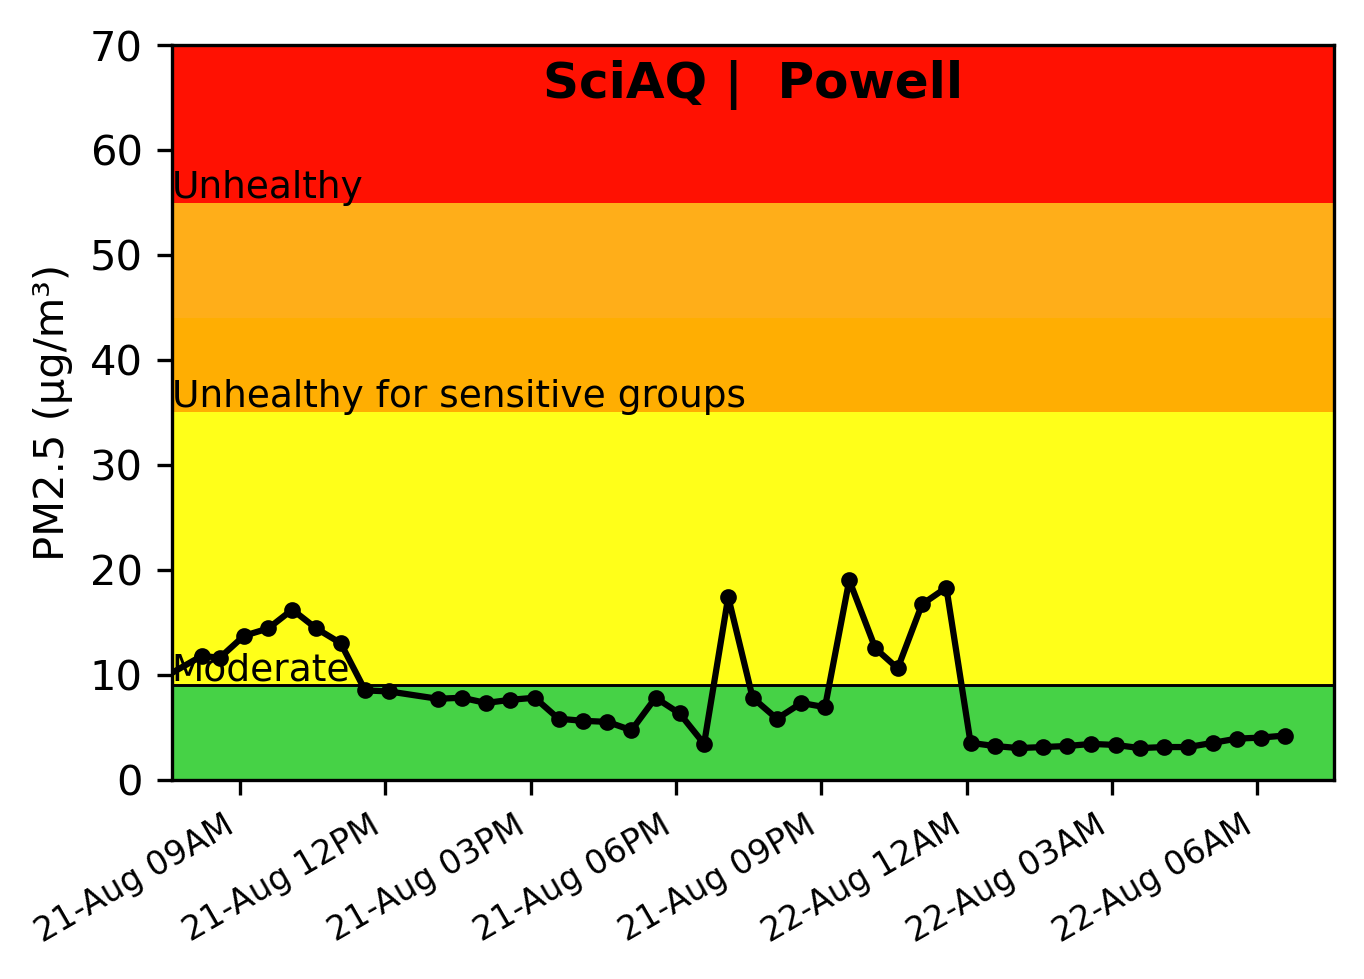 SciAQ |  Powell
PM2.5 (µg/m³)
70
60
50
40
30
20
10
0
Unhealthy
Unhealthy for sensitive groups
Moderate
21-Aug 09AM
21-Aug 12PM
21-Aug 03PM
21-Aug 06PM
21-Aug 09PM
22-Aug 12AM
22-Aug 03AM
22-Aug 06AM